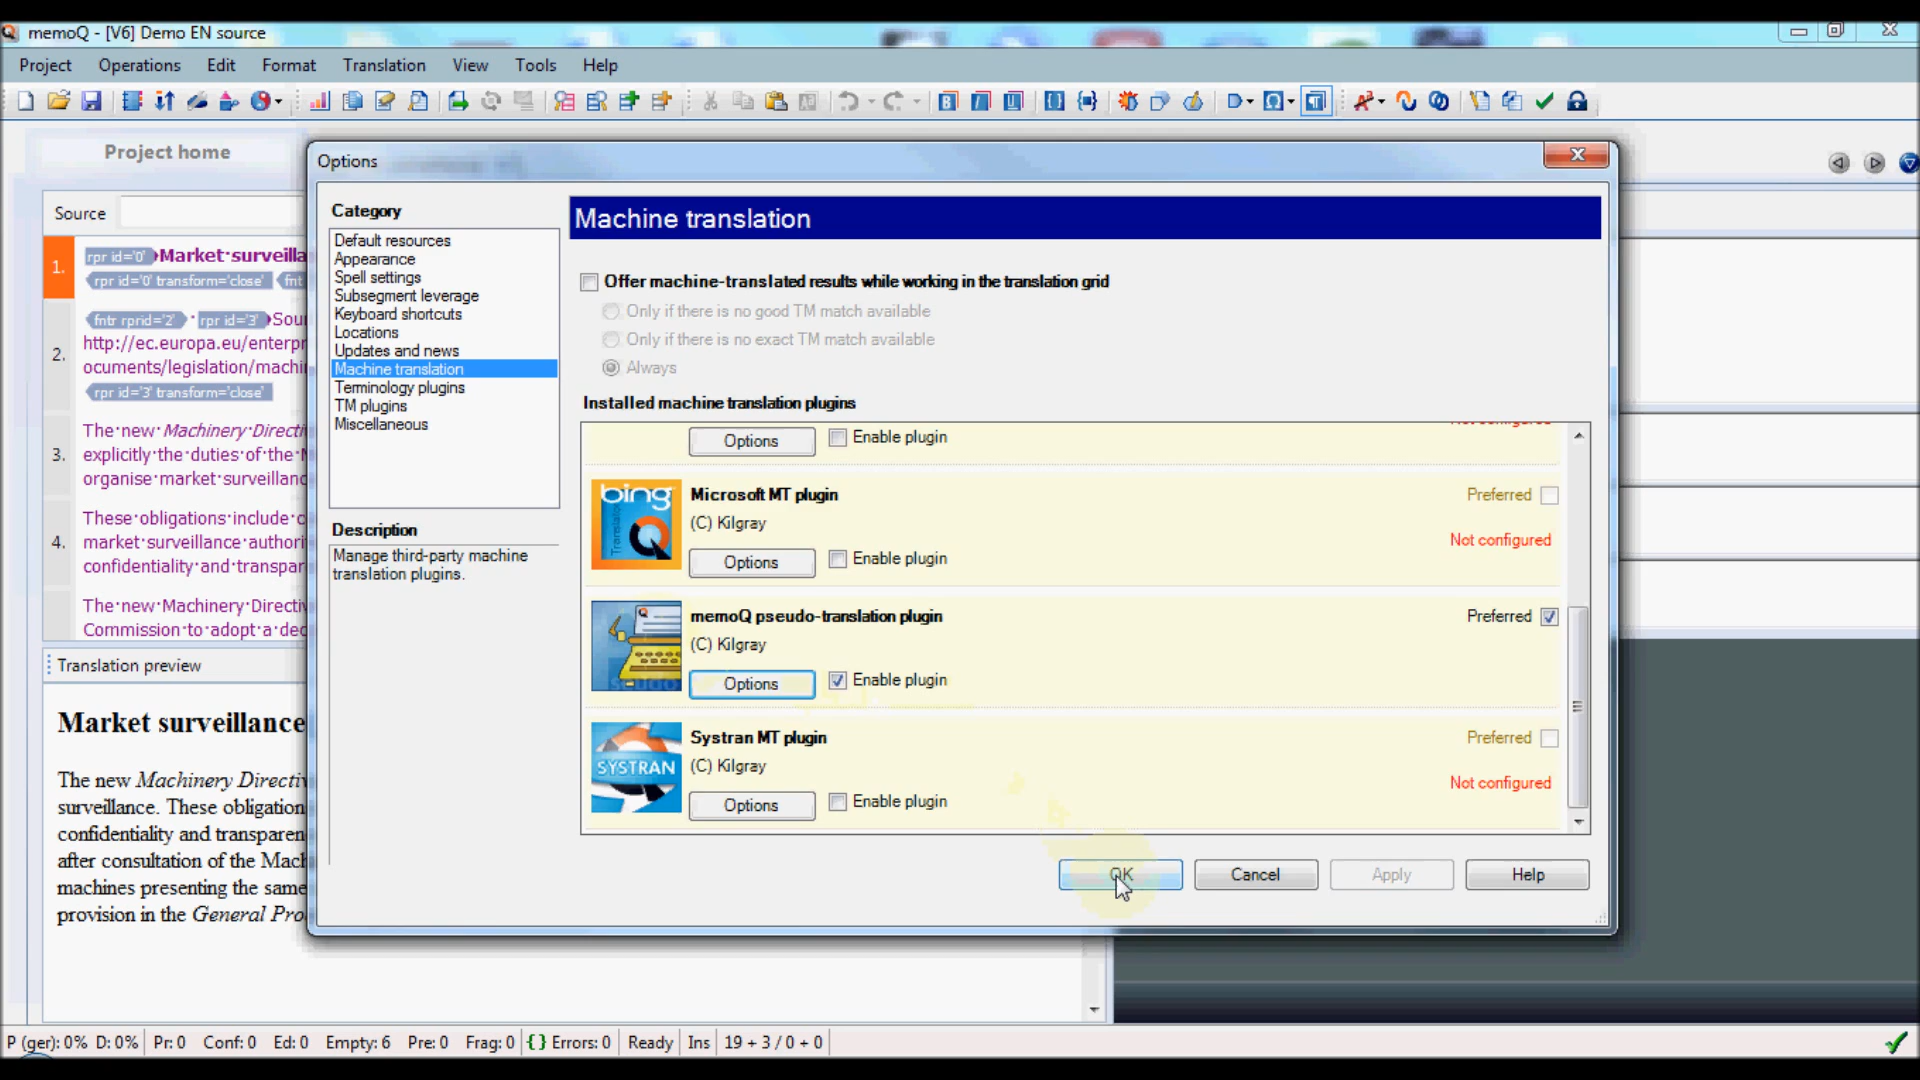 memoQ - [V6] Demo EN source
Project Operations Edit Format Translation View Tools Help
Project home
Source
1. rpr id='0' Market·surveilla
rpr id='0' transform='close' fnt
fntr rprid='2' · rpr id='3' Sou
2. http://ec.europa.eu/enterpr
ocuments/legislation/machi
rpr id='3' transform='close'
The·new·Machinery·Directi
3. explicitly·the·duties·of·the·M
organise·market·surveillanc
These·obligations·include·c
4. market·surveillance·authori
confidentiality·and·transpar
The·new·Machinery·Directiv
Commission·to·adopt·a·dec
Translation preview
Market surveillance
The new Machinery Directiv
surveillance. These obligation
confidentiality and transparen
after consultation of the Mach
machines presenting the same
provision in the General Pro
Options
Category
Default resources
Appearance
Spell settings
Subsegment leverage
Keyboard shortcuts
Locations
Updates and news
Machine translation
Terminology plugins
TM plugins
Miscellaneous
Description
Manage third-party machine
translation plugins.
Machine translation
Offer machine-translated results while working in the translation grid
Only if there is no good TM match available
Only if there is no exact TM match available
Always
Installed machine translation plugins
Options Enable plugin
bing
Translator
Microsoft MT plugin Preferred
(C) Kilgray
Not configured
Options Enable plugin
memoQ pseudo-translation plugin Preferred
(C) Kilgray
Options Enable plugin
SYSTRAN
Systran MT plugin Preferred
(C) Kilgray
Not configured
Options Enable plugin
OK Cancel Apply Help
P (ger): 0% D: 0% Pr: 0 Conf: 0 Ed: 0 Empty: 6 Pre: 0 Frag: 0 {} Errors: 0 Ready Ins 19 + 3 / 0 + 0